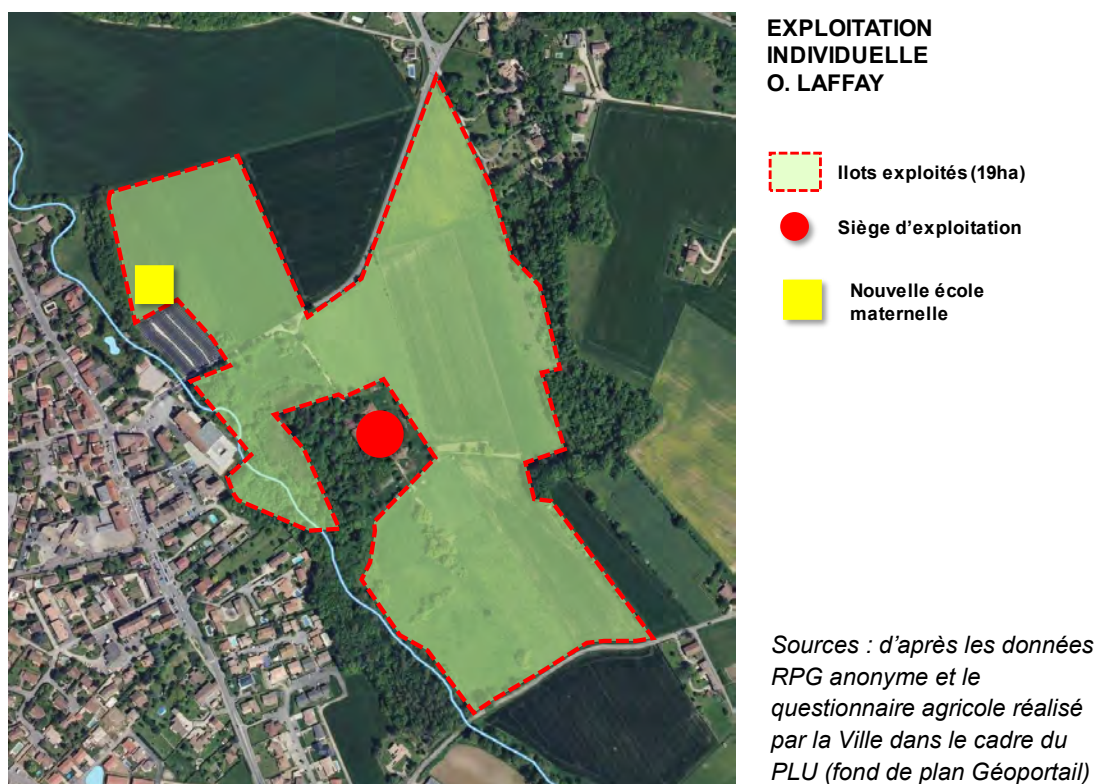 EXPLOITATION
INDIVIDUELLE
O. LAFFAY
Ilots exploités (19ha)
Siège d'exploitation
Nouvelle école
maternelle
Sources : d'après les données
RPG anonyme et le
questionnaire agricole réalisé
par la Ville dans le cadre du
PLU (fond de plan Géoportail)